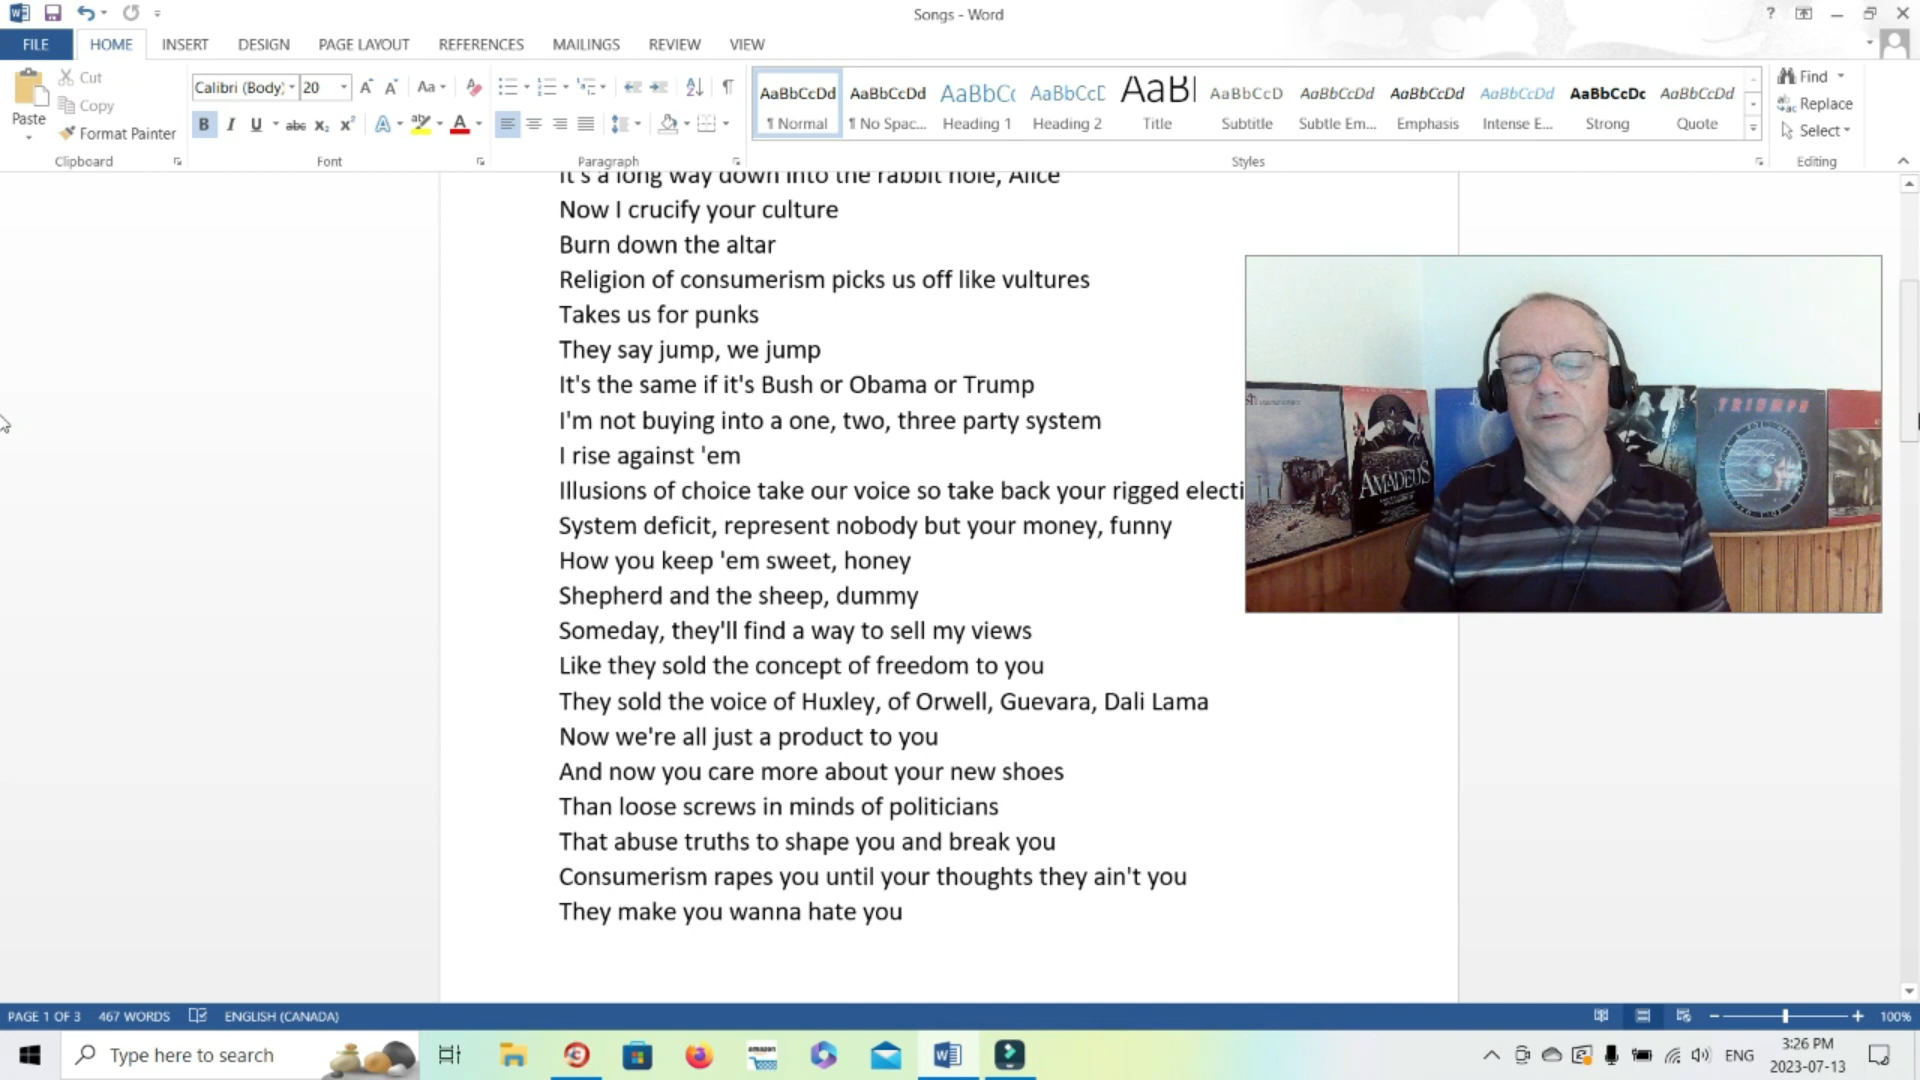 Songs - Word
FILE HOME INSERT DESIGN PAGE LAYOUT REFERENCES MAILINGS REVIEW VIEW
Paste
Cut
Copy
Format Painter
Clipboard
Calibri (Body) 20
Font
Paragraph
AaBbCcDd AaBbCcDd AaBbCc AaBbCcD AaBl AaBbCcD AaBbCcDd AaBbCcDd AaBbCcDd AaBbCcDc AaBbCcDd
¶ Normal ¶ No Spac... Heading 1 Heading 2 Title Subtitle Subtle Em... Emphasis Intense E... Strong Quote
Styles
Find
Replace
Select
Editing
It's a long way down into the rabbit hole, Alice
Now I crucify your culture
Burn down the altar
Religion of consumerism picks us off like vultures
Takes us for punks
They say jump, we jump
It's the same if it's Bush or Obama or Trump
I'm not buying into a one, two, three party system
I rise against 'em
Illusions of choice take our voice so take back your rigged electi
System deficit, represent nobody but your money, funny
How you keep 'em sweet, honey
Shepherd and the sheep, dummy
Someday, they'll find a way to sell my views
Like they sold the concept of freedom to you
They sold the voice of Huxley, of Orwell, Guevara, Dali Lama
Now we're all just a product to you
And now you care more about your new shoes
Than loose screws in minds of politicians
That abuse truths to shape you and break you
Consumerism rapes you until your thoughts they ain't you
They make you wanna hate you
AMADEUS
TRIUMPH
PAGE 1 OF 3 467 WORDS ENGLISH (CANADA)
100%
Type here to search
amazon
ENG
3:26 PM
2023-07-13